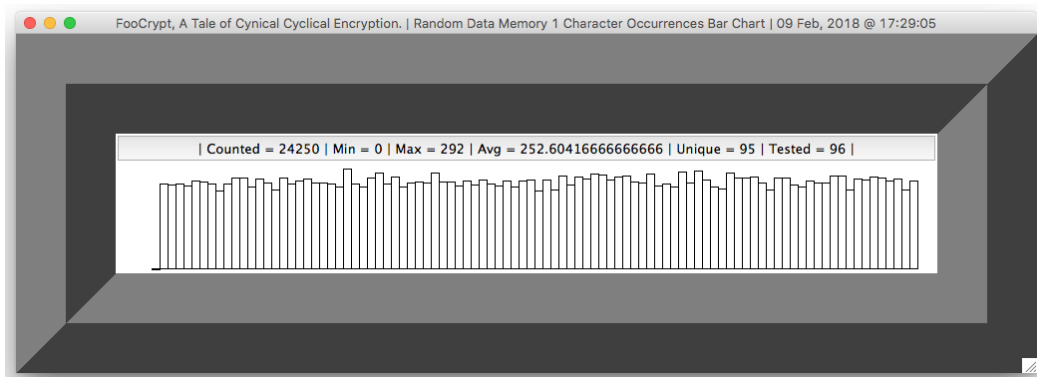 FooCrypt, A Tale of Cynical Cyclical Encryption. | Random Data Memory 1 Character Occurrences Bar Chart | 09 Feb, 2018 @ 17:29:05
| Counted = 24250 | Min = 0 | Max = 292 | Avg = 252.60416666666666 | Unique = 95 | Tested = 96 |